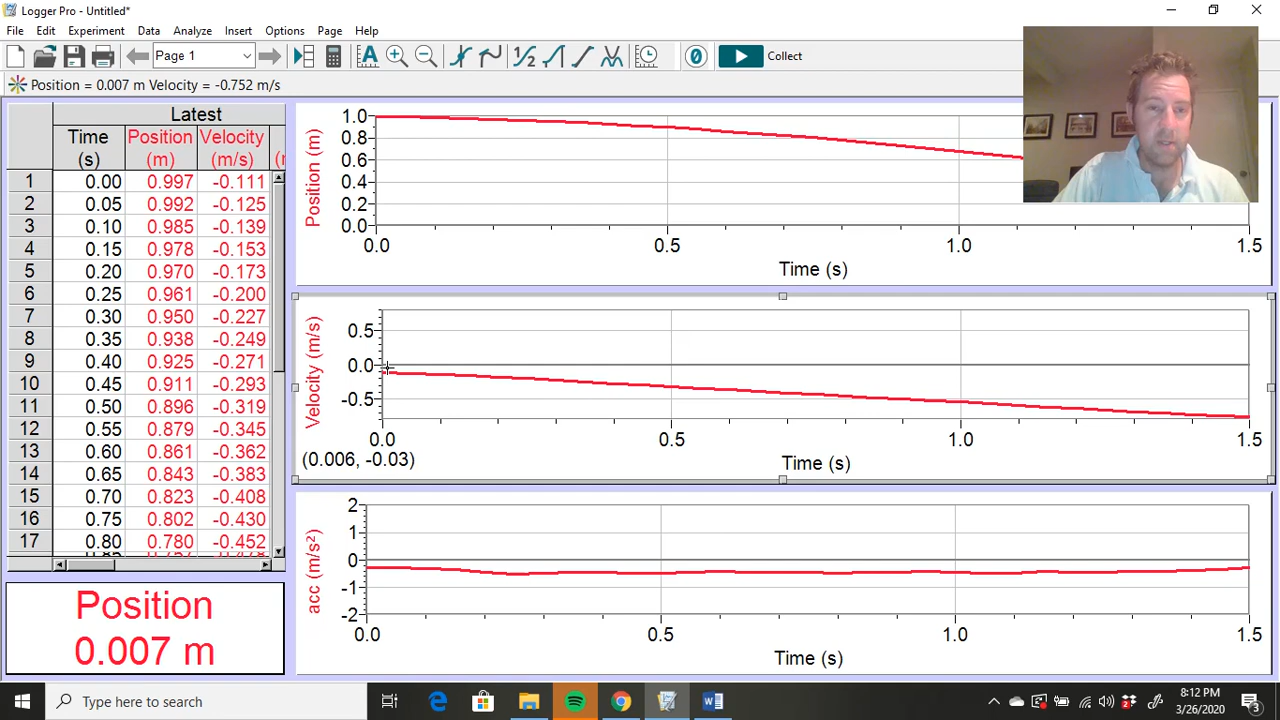 Logger Pro - Untitled*
File Edit Experiment Data Analyze Insert Options Page Help
Page 1
Collect
Position = 0.007 m Velocity = -0.752 m/s
Latest
Time Position Velocity
(s) (m) (m/s)
1 0.00 0.997 -0.111
2 0.05 0.992 -0.125
3 0.10 0.985 -0.139
4 0.15 0.978 -0.153
5 0.20 0.970 -0.173
6 0.25 0.961 -0.200
7 0.30 0.950 -0.227
8 0.35 0.938 -0.249
9 0.40 0.925 -0.271
10 0.45 0.911 -0.293
11 0.50 0.896 -0.319
12 0.55 0.879 -0.345
13 0.60 0.861 -0.362
14 0.65 0.843 -0.383
15 0.70 0.823 -0.408
16 0.75 0.802 -0.430
17 0.80 0.780 -0.452
Position
0.007 m
Position (m)
1.0
0.8
0.6
0.4
0.2
0.0
0.0 0.5 1.0 1.5
Time (s)
Velocity (m/s)
0.5
0.0
-0.5
0.0 0.5 1.0 1.5
(0.006, -0.03)
Time (s)
acc (m/s²)
2
1
0
-1
-2
0.0 0.5 1.0 1.5
Time (s)
Type here to search
8:12 PM
3/26/2020